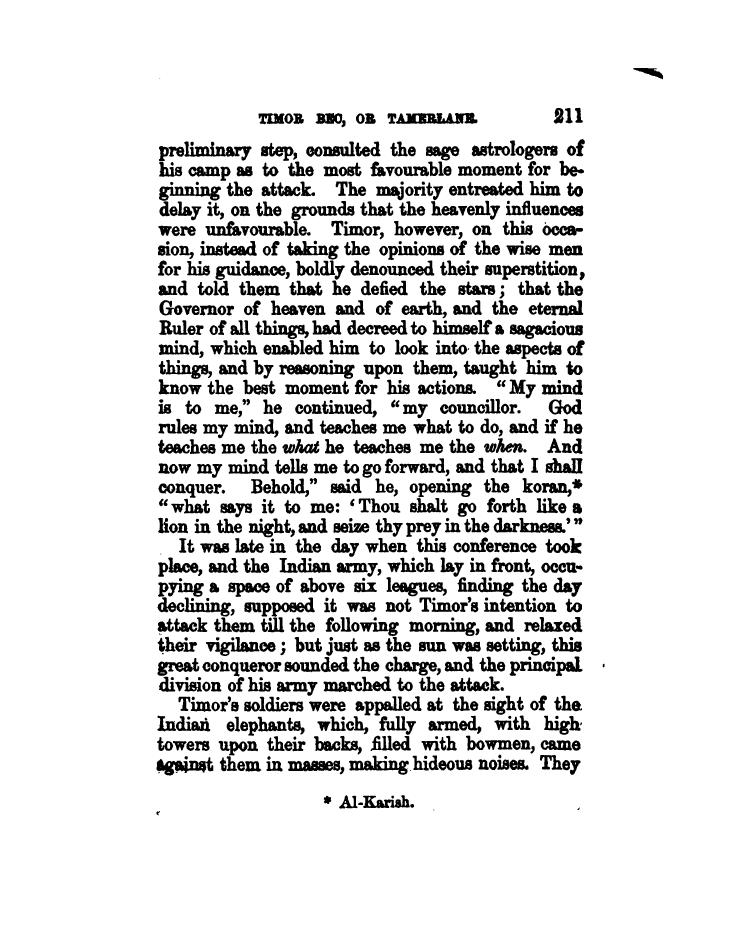 TIMOR BEC, OR TAMERLANE. 211
preliminary step, consulted the sage astrologers of
his camp as to the most favourable moment for be-
ginning the attack. The majority entreated him to
delay it, on the grounds that the heavenly influences
were unfavourable. Timor, however, on this occa-
sion, instead of taking the opinions of the wise men
for his guidance, boldly denounced their superstition,
and told them that he defied the stars; that the
Governor of heaven and of earth, and the eternal
Ruler of all things, had decreed to himself a sagacious
mind, which enabled him to look into the aspects of
things, and by reasoning upon them, taught him to
know the best moment for his actions. “My mind
is to me,” he continued, “my councillor. God
rules my mind, and teaches me what to do, and if he
teaches me the what he teaches me the when. And
now my mind tells me to go forward, and that I shall
conquer. Behold,” said he, opening the koran,*
“what says it to me: ‘Thou shalt go forth like a
lion in the night, and seize thy prey in the darkness.’”
It was late in the day when this conference took
place, and the Indian army, which lay in front, occu-
pying a space of above six leagues, finding the day
declining, supposed it was not Timor’s intention to
attack them till the following morning, and relaxed
their vigilance; but just as the sun was setting, this
great conqueror sounded the charge, and the principal
division of his army marched to the attack.
Timor’s soldiers were appalled at the sight of the
Indian elephants, which, fully armed, with high
towers upon their backs, filled with bowmen, came
against them in masses, making hideous noises. They
* Al-Karish.